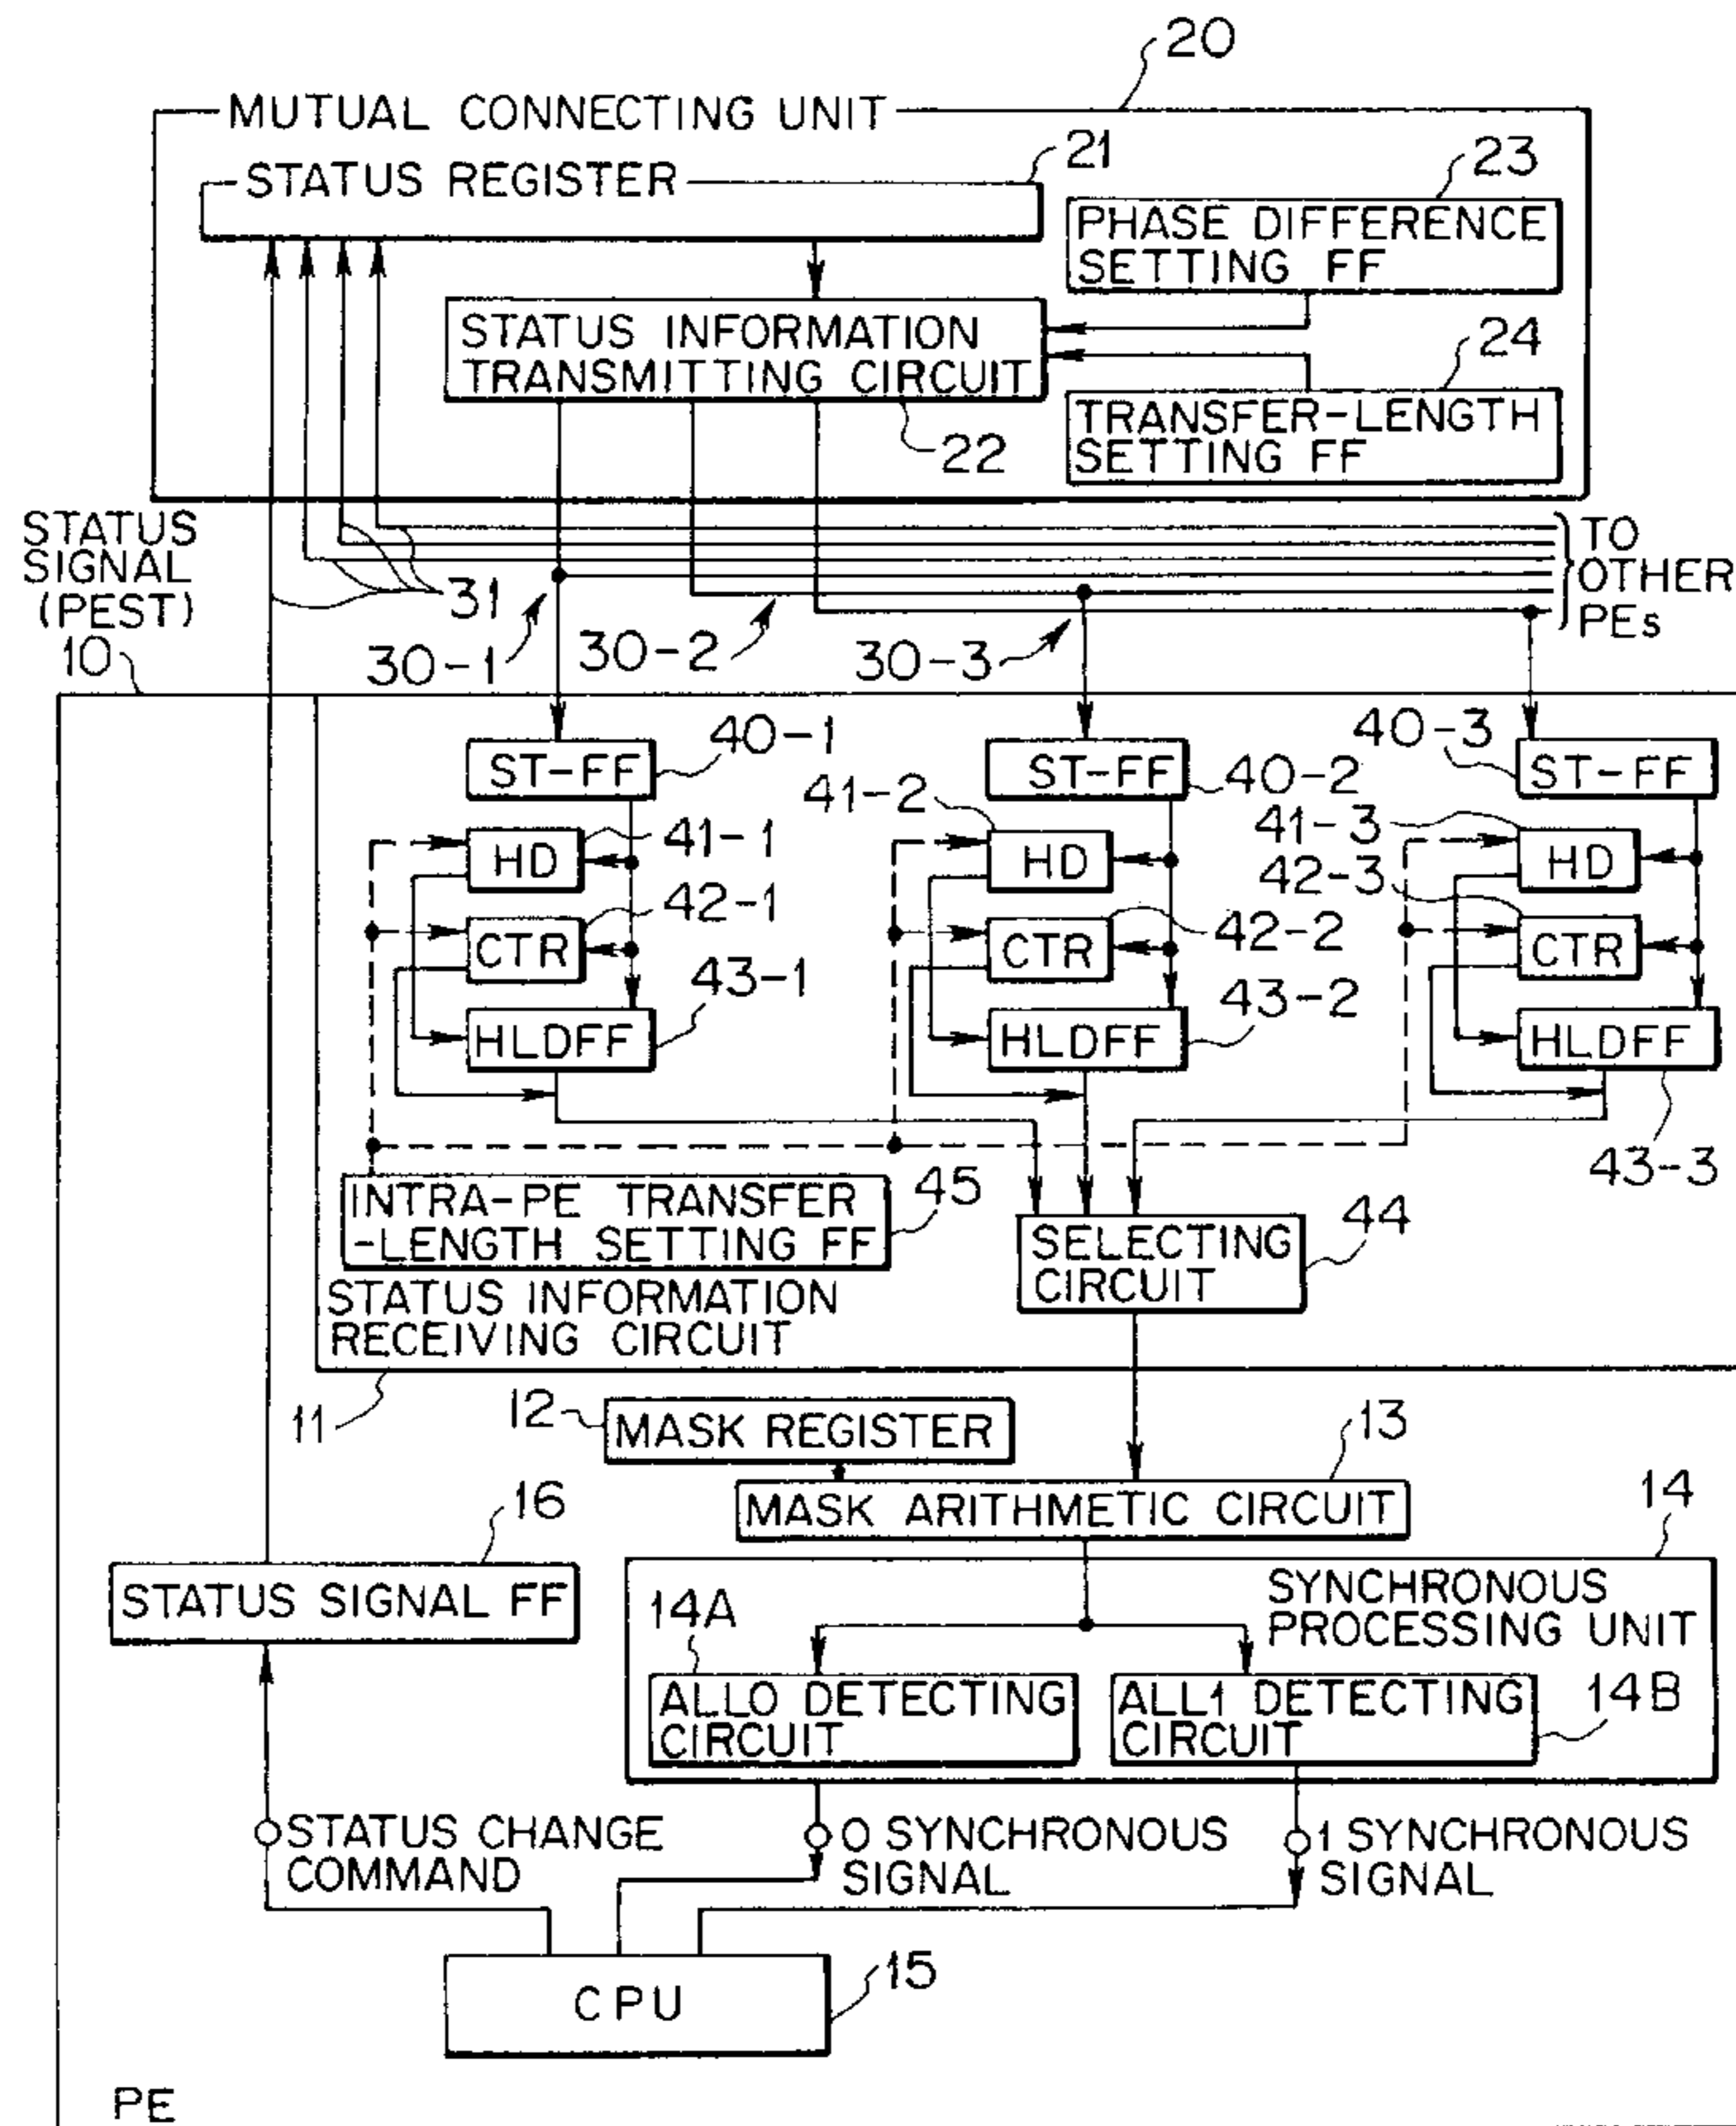 20
MUTUAL CONNECTING UNIT
21
STATUS REGISTER
23
PHASE DIFFERENCE
SETTING FF
STATUS INFORMATION
TRANSMITTING CIRCUIT
24
22
TRANSFER-LENGTH
SETTING FF
STATUS
SIGNAL
(PEST)
31
TO
OTHER
PEs
10
30-1
30-2
30-3
40-1
ST-FF
40-2
ST-FF
40-3
ST-FF
41-1
HD
41-2
HD
41-3
HD
42-1
CTR
42-2
CTR
42-3
CTR
43-1
HLDFF
43-2
HLDFF
HLDFF
43-3
INTRA-PE TRANSFER
-LENGTH SETTING FF
45
SELECTING
CIRCUIT
44
STATUS INFORMATION
RECEIVING CIRCUIT
11
12
MASK REGISTER
13
MASK ARITHMETIC CIRCUIT
16
STATUS SIGNAL FF
14
SYNCHRONOUS
PROCESSING UNIT
14A
ALL0 DETECTING
CIRCUIT
ALL1 DETECTING
CIRCUIT
14B
STATUS CHANGE
COMMAND
0 SYNCHRONOUS
SIGNAL
1 SYNCHRONOUS
SIGNAL
CPU
15
PE